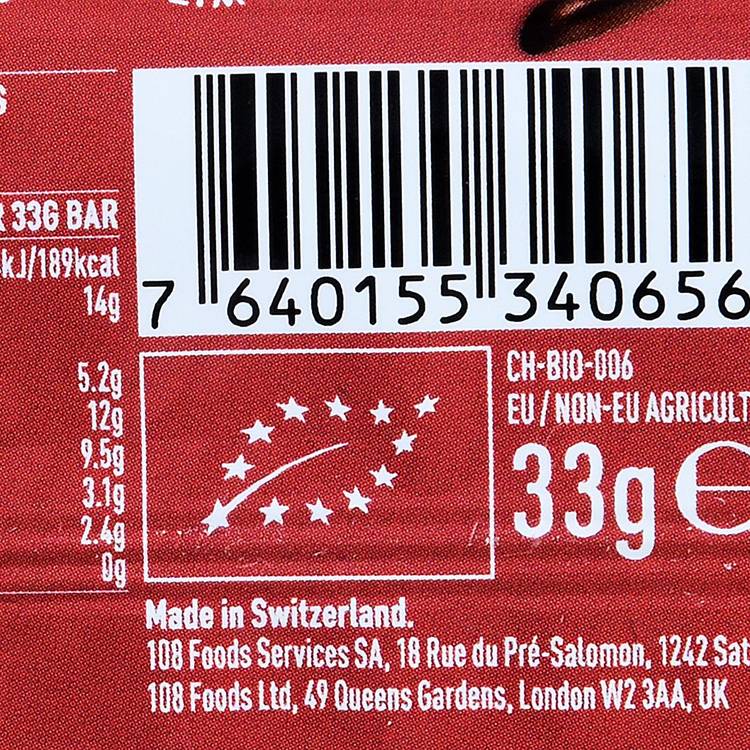 R 33G BAR
kJ/189kcal
14g
5.2g
12g
9.5g
3.1g
2.4g
0g
7 640155 340656
CH-BIO-006
EU / NON-EU AGRICULT
33g ℮
Made in Switzerland.
108 Foods Services SA, 18 Rue du Pré-Salomon, 1242 Sat
108 Foods Ltd, 49 Queens Gardens, London W2 3AA, UK